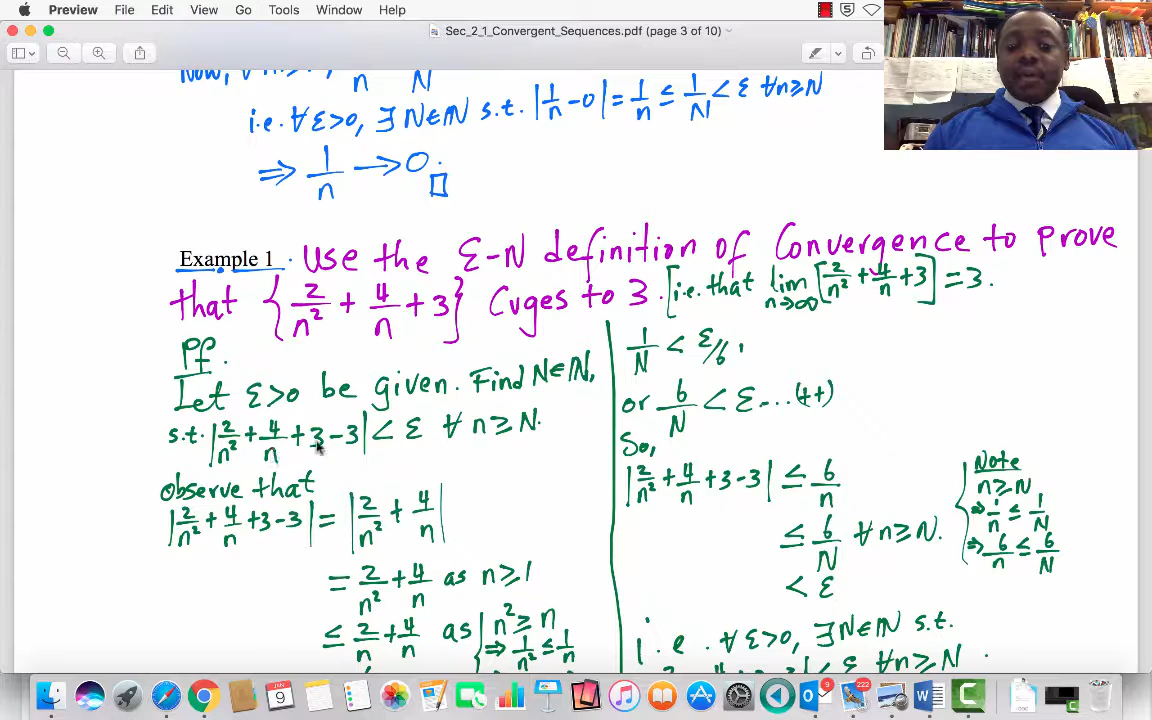 Preview File Edit View Go Tools Window Help
Sec_2_1_Convergent_Sequences.pdf (page 3 of 10)
n N
i.e. ∀ ε>0, ∃ N∈ℕ s.t. |1/n - 0| = 1/n ≤ 1/N < ε ∀n≥N
⇒ 1/n → 0. □
Example 1. Use the ε-N definition of Convergence to prove
that {2/n² + 4/n + 3} Cvges to 3. [i.e. that lim n→∞ [2/n² + 4/n + 3] = 3.
Pf.
Let ε>0 be given. Find N∈ℕ,
s.t. |2/n² + 4/n + 3 - 3| < ε ∀ n ≥ N.
observe that
|2/n² + 4/n + 3 - 3| = |2/n² + 4/n|
= 2/n² + 4/n as n≥1
≤ 2/n + 4/n as n² ≥ n
⇒ 1/n² ≤ 1/n
1/N < ε/6,
or 6/N < ε ... (++)
So,
|2/n² + 4/n + 3 - 3| ≤ 6/n
≤ 6/N ∀ n≥N.
< ε
Note
n ≥ N
⇒ 1/n ≤ 1/N
⇒ 6/n ≤ 6/N
i.e. ∀ ε>0, ∃N∈ℕ s.t.
< ε ∀ n ≥ N.
JAN
9
9
222